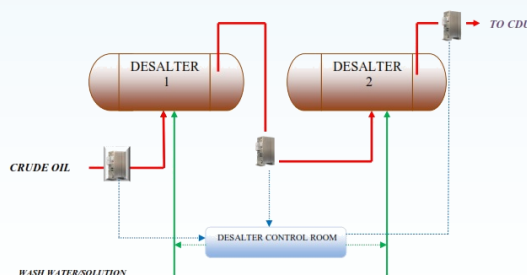 TO CDU
DESALTER
1
DESALTER
2
CRUDE OIL
DESALTER CONTROL ROOM
WASH WATER/SOLUTION